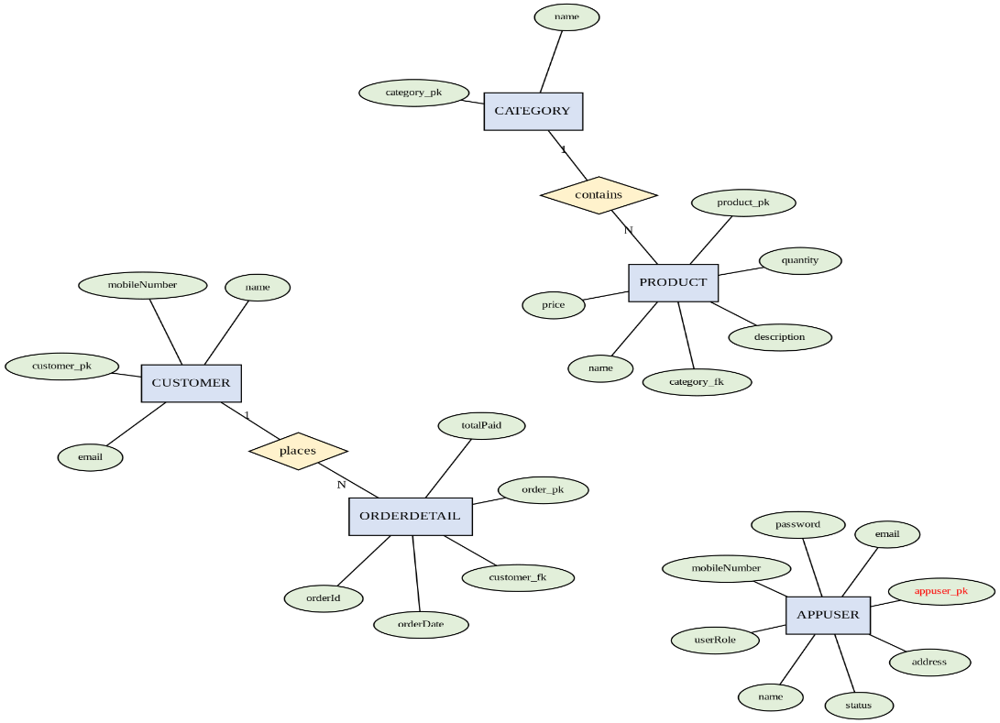 name
category_pk
CATEGORY
1
contains
N
product_pk
quantity
PRODUCT
price
description
name
category_fk
mobileNumber
name
customer_pk
CUSTOMER
email
1
places
N
totalPaid
order_pk
ORDERDETAIL
customer_fk
orderId
orderDate
password
email
mobileNumber
appuser_pk
APPUSER
userRole
address
name
status